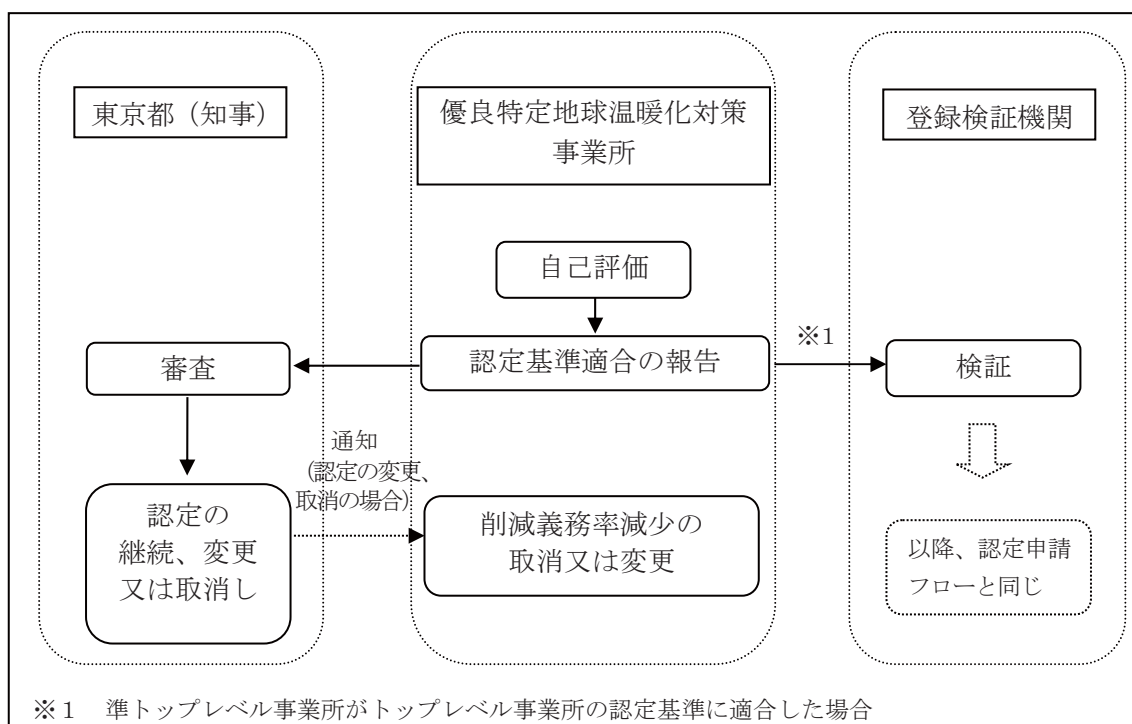 東京都（知事）
優良特定地球温暖化対策
事業所
登録検証機関
自己評価
※1
審査
認定基準適合の報告
検証
通知
（認定の変更、
取消の場合）
認定の
継続、変更
又は取消し
削減義務率減少の
取消又は変更
以降、認定申請
フローと同じ
※１　準トップレベル事業所がトップレベル事業所の認定基準に適合した場合